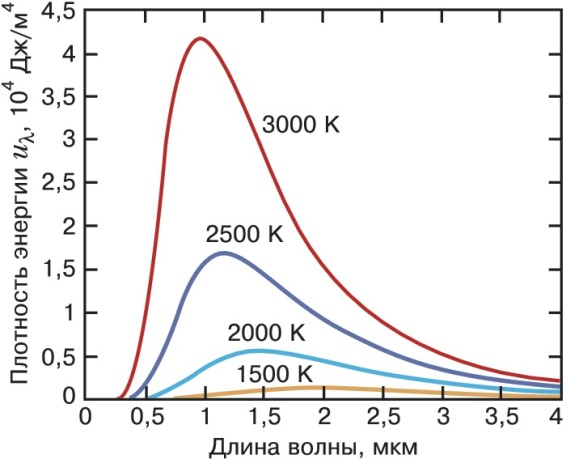 Плотность энергии uλ, 10⁴ Дж/м⁴
4,5
4
3,5
3
2,5
2
1,5
1
0,5
0
3000 K
2500 K
2000 K
1500 K
0 0,5 1 1,5 2 2,5 3 3,5 4
Длина волны, мкм